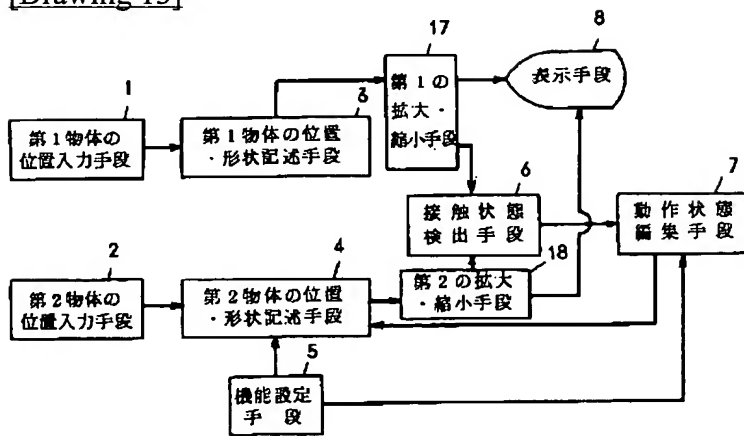 [Drawing 15]
17
8
第1の
拡大・
縮小手段
表示手段
1
3
第1物体の
位置入力手段
第1物体の位置
・形状記述手段
6
7
接触状態
検出手段
動作状態
編集手段
2
4
18
第2物体の
位置入力手段
第2物体の位置
・形状記述手段
第2の拡大
・縮小手段
5
機能設定
手段